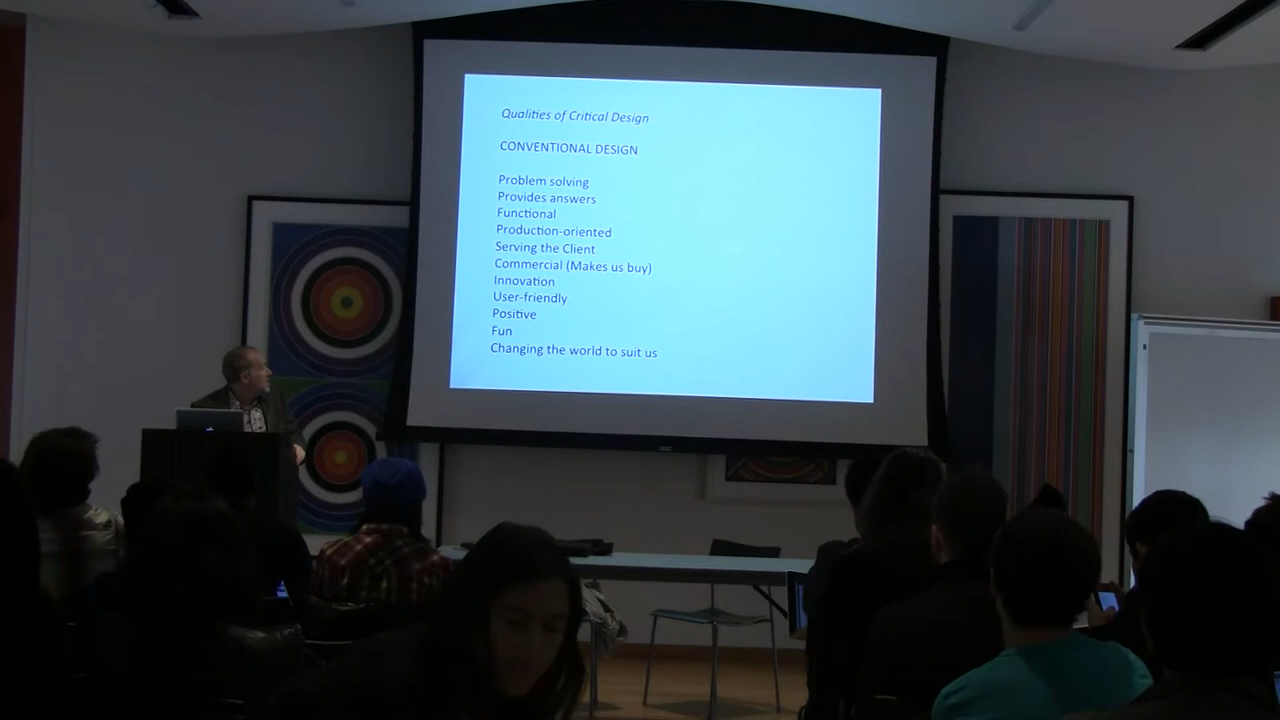 Qualities of Critical Design
CONVENTIONAL DESIGN
Problem solving
Provides answers
Functional
Production-oriented
Serving the Client
Commercial (Makes us buy)
Innovation
User-friendly
Positive
Fun
Changing the world to suit us